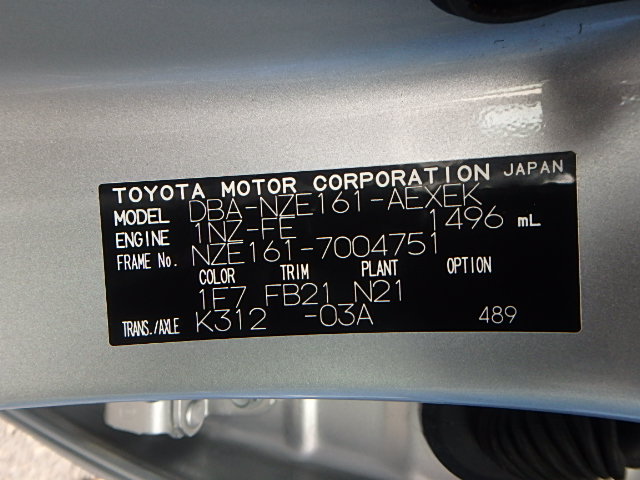 TOYOTA MOTOR CORPORATION JAPAN
MODEL DBA-NZE161-AEXEK
ENGINE 1NZ-FE 1496 mL
FRAME No. NZE161-7004751
COLOR TRIM PLANT OPTION
1E7 FB21 N21
TRANS./AXLE K312 -03A 489